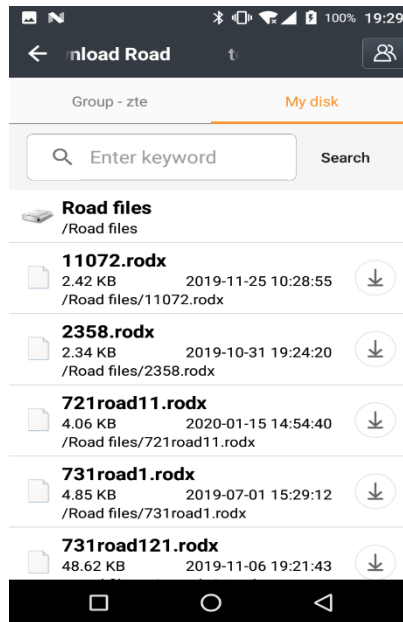 100% 19:29
nload Road
Group - zte
My disk
Enter keyword
Search
Road files
/Road files
11072.rodx
2.42 KB 2019-11-25 10:28:55
/Road files/11072.rodx
2358.rodx
2.34 KB 2019-10-31 19:24:20
/Road files/2358.rodx
721road11.rodx
4.06 KB 2020-01-15 14:54:40
/Road files/721road11.rodx
731road1.rodx
4.85 KB 2019-07-01 15:29:12
/Road files/731road1.rodx
731road121.rodx
48.62 KB 2019-11-06 19:21:43